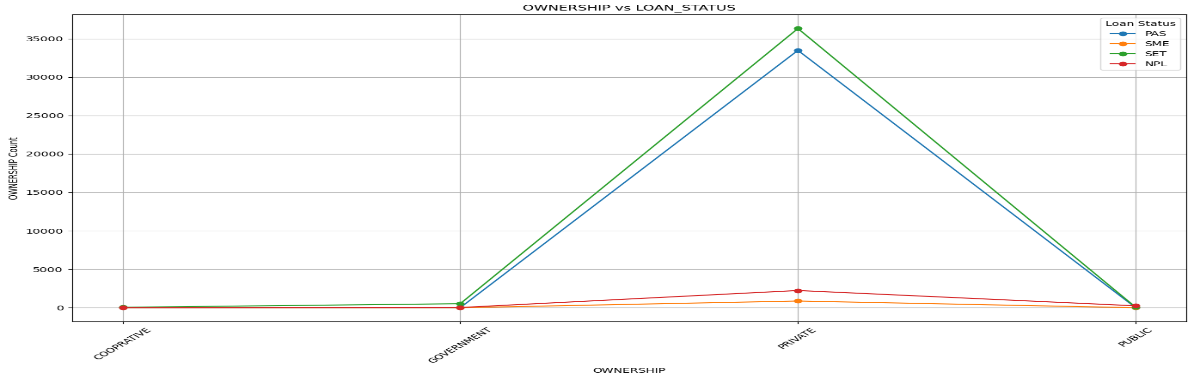 OWNERSHIP vs LOAN_STATUS
Loan Status
PAS
SME
SET
NPL
35000
30000
25000
20000
15000
10000
5000
0
OWNERSHIP Count
COOPRATIVE
GOVERNMENT
PRIVATE
PUBLIC
OWNERSHIP